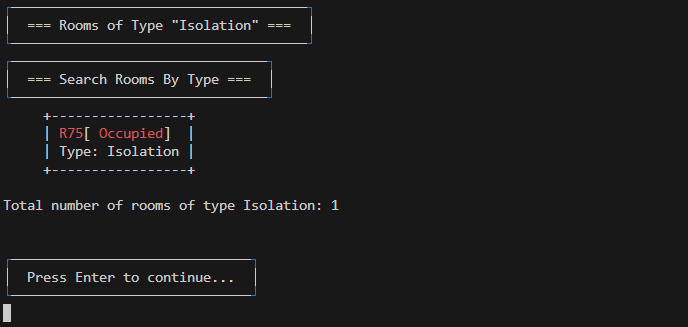 === Rooms of Type "Isolation" ===
=== Search Rooms By Type ===
+-----------------+
| R75[ Occupied]  |
| Type: Isolation |
+-----------------+
Total number of rooms of type Isolation: 1
Press Enter to continue...